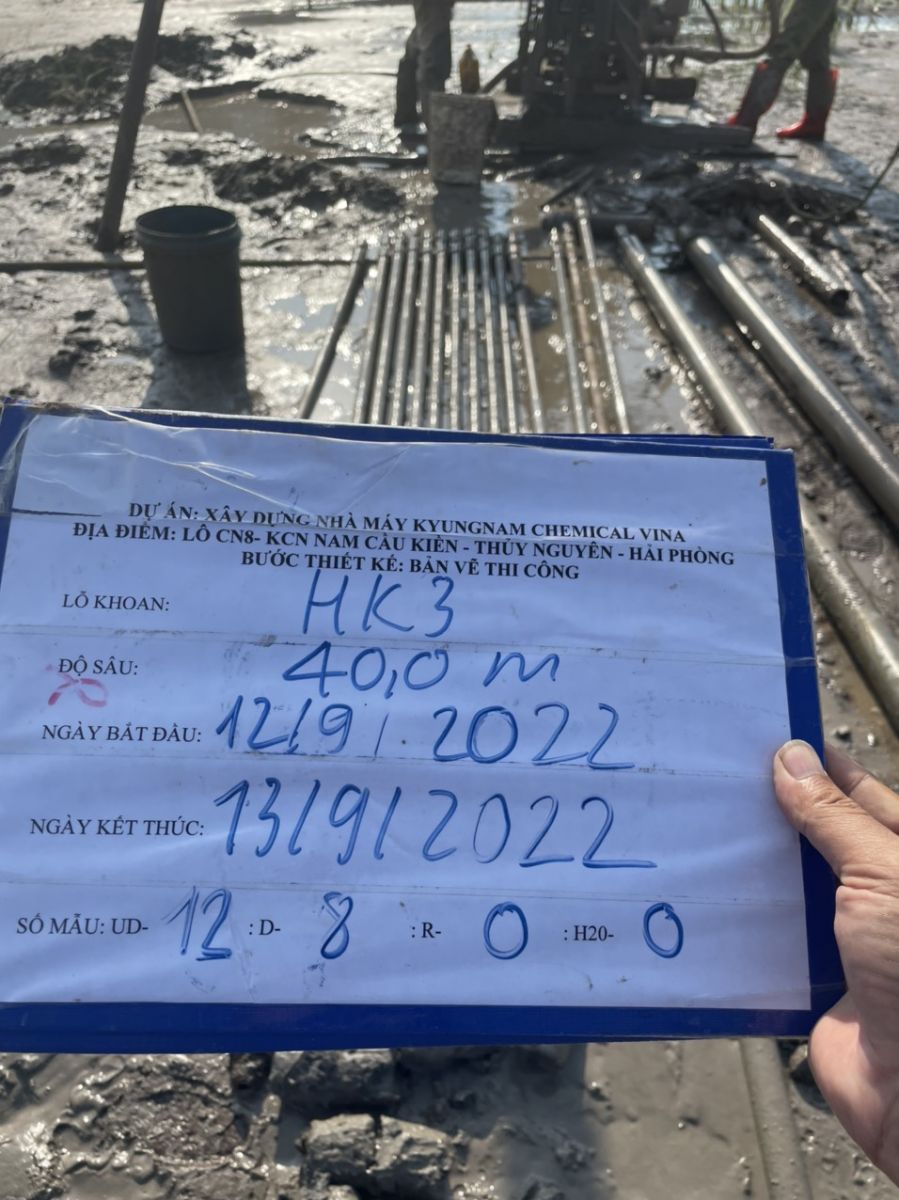 DỰ ÁN: XÂY DỰNG NHÀ MÁY KYUNGNAM CHEMICAL VINA
ĐỊA ĐIỂM: LÔ CN8- KCN NAM CẦU KIỀN - THỦY NGUYÊN - HẢI PHÒNG
BƯỚC THIẾT KẾ: BẢN VẼ THI CÔNG
LỖ KHOAN: HK3
ĐỘ SÂU: 40,0 m
NGÀY BẮT ĐẦU: 12/9/2022
NGÀY KẾT THÚC: 13/9/2022
SỐ MẪU: UD- 12 : D- 8 : R- 0 : H20- 0